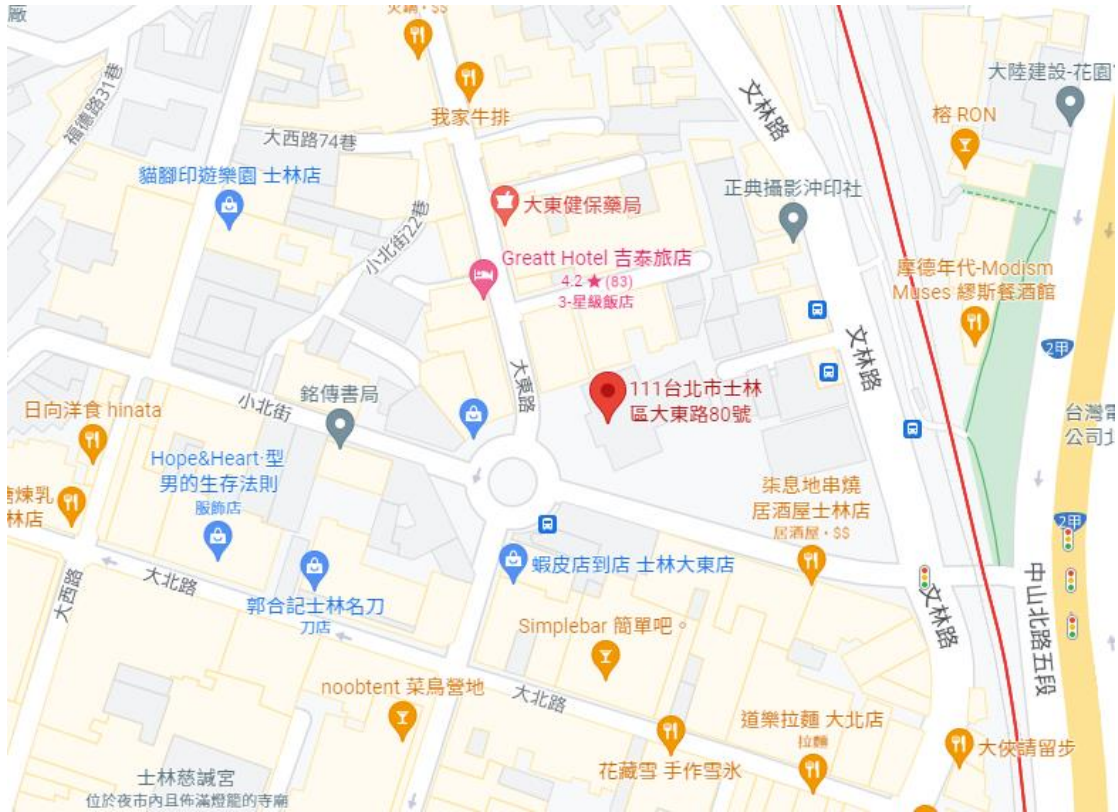 廠
火鍋・$$
我家牛排
福德路31巷
大西路74巷
文林路
大陸建設-花園
榕 RON
貓腳印遊樂園 士林店
大東健保藥局
正典攝影沖印社
小北街22巷
Greatt Hotel 吉泰旅店
4.2 ★ (83)
3-星級飯店
摩德年代-Modism
Muses 繆斯餐酒館
文林路
2甲
大東路
111台北市士林
區大東路80號
銘傳書局
小北街
日向洋食 hinata
台灣電
公司北
Hope&Heart·型
男的生存法則
服飾店
煉乳
林店
柒息地串燒
居酒屋士林店
居酒屋・$$
2甲
大西路
大北路
郭合記士林名刀
刀店
蝦皮店到店 士林大東店
中山北路五段
文林路
Simplebar 簡單吧。
noobtent 菜鳥營地
大北路
道樂拉麵 大北店
拉麵
花藏雪 手作雪氷
大俠請留步
士林慈諴宮
位於夜市內且佈滿燈籠的寺廟